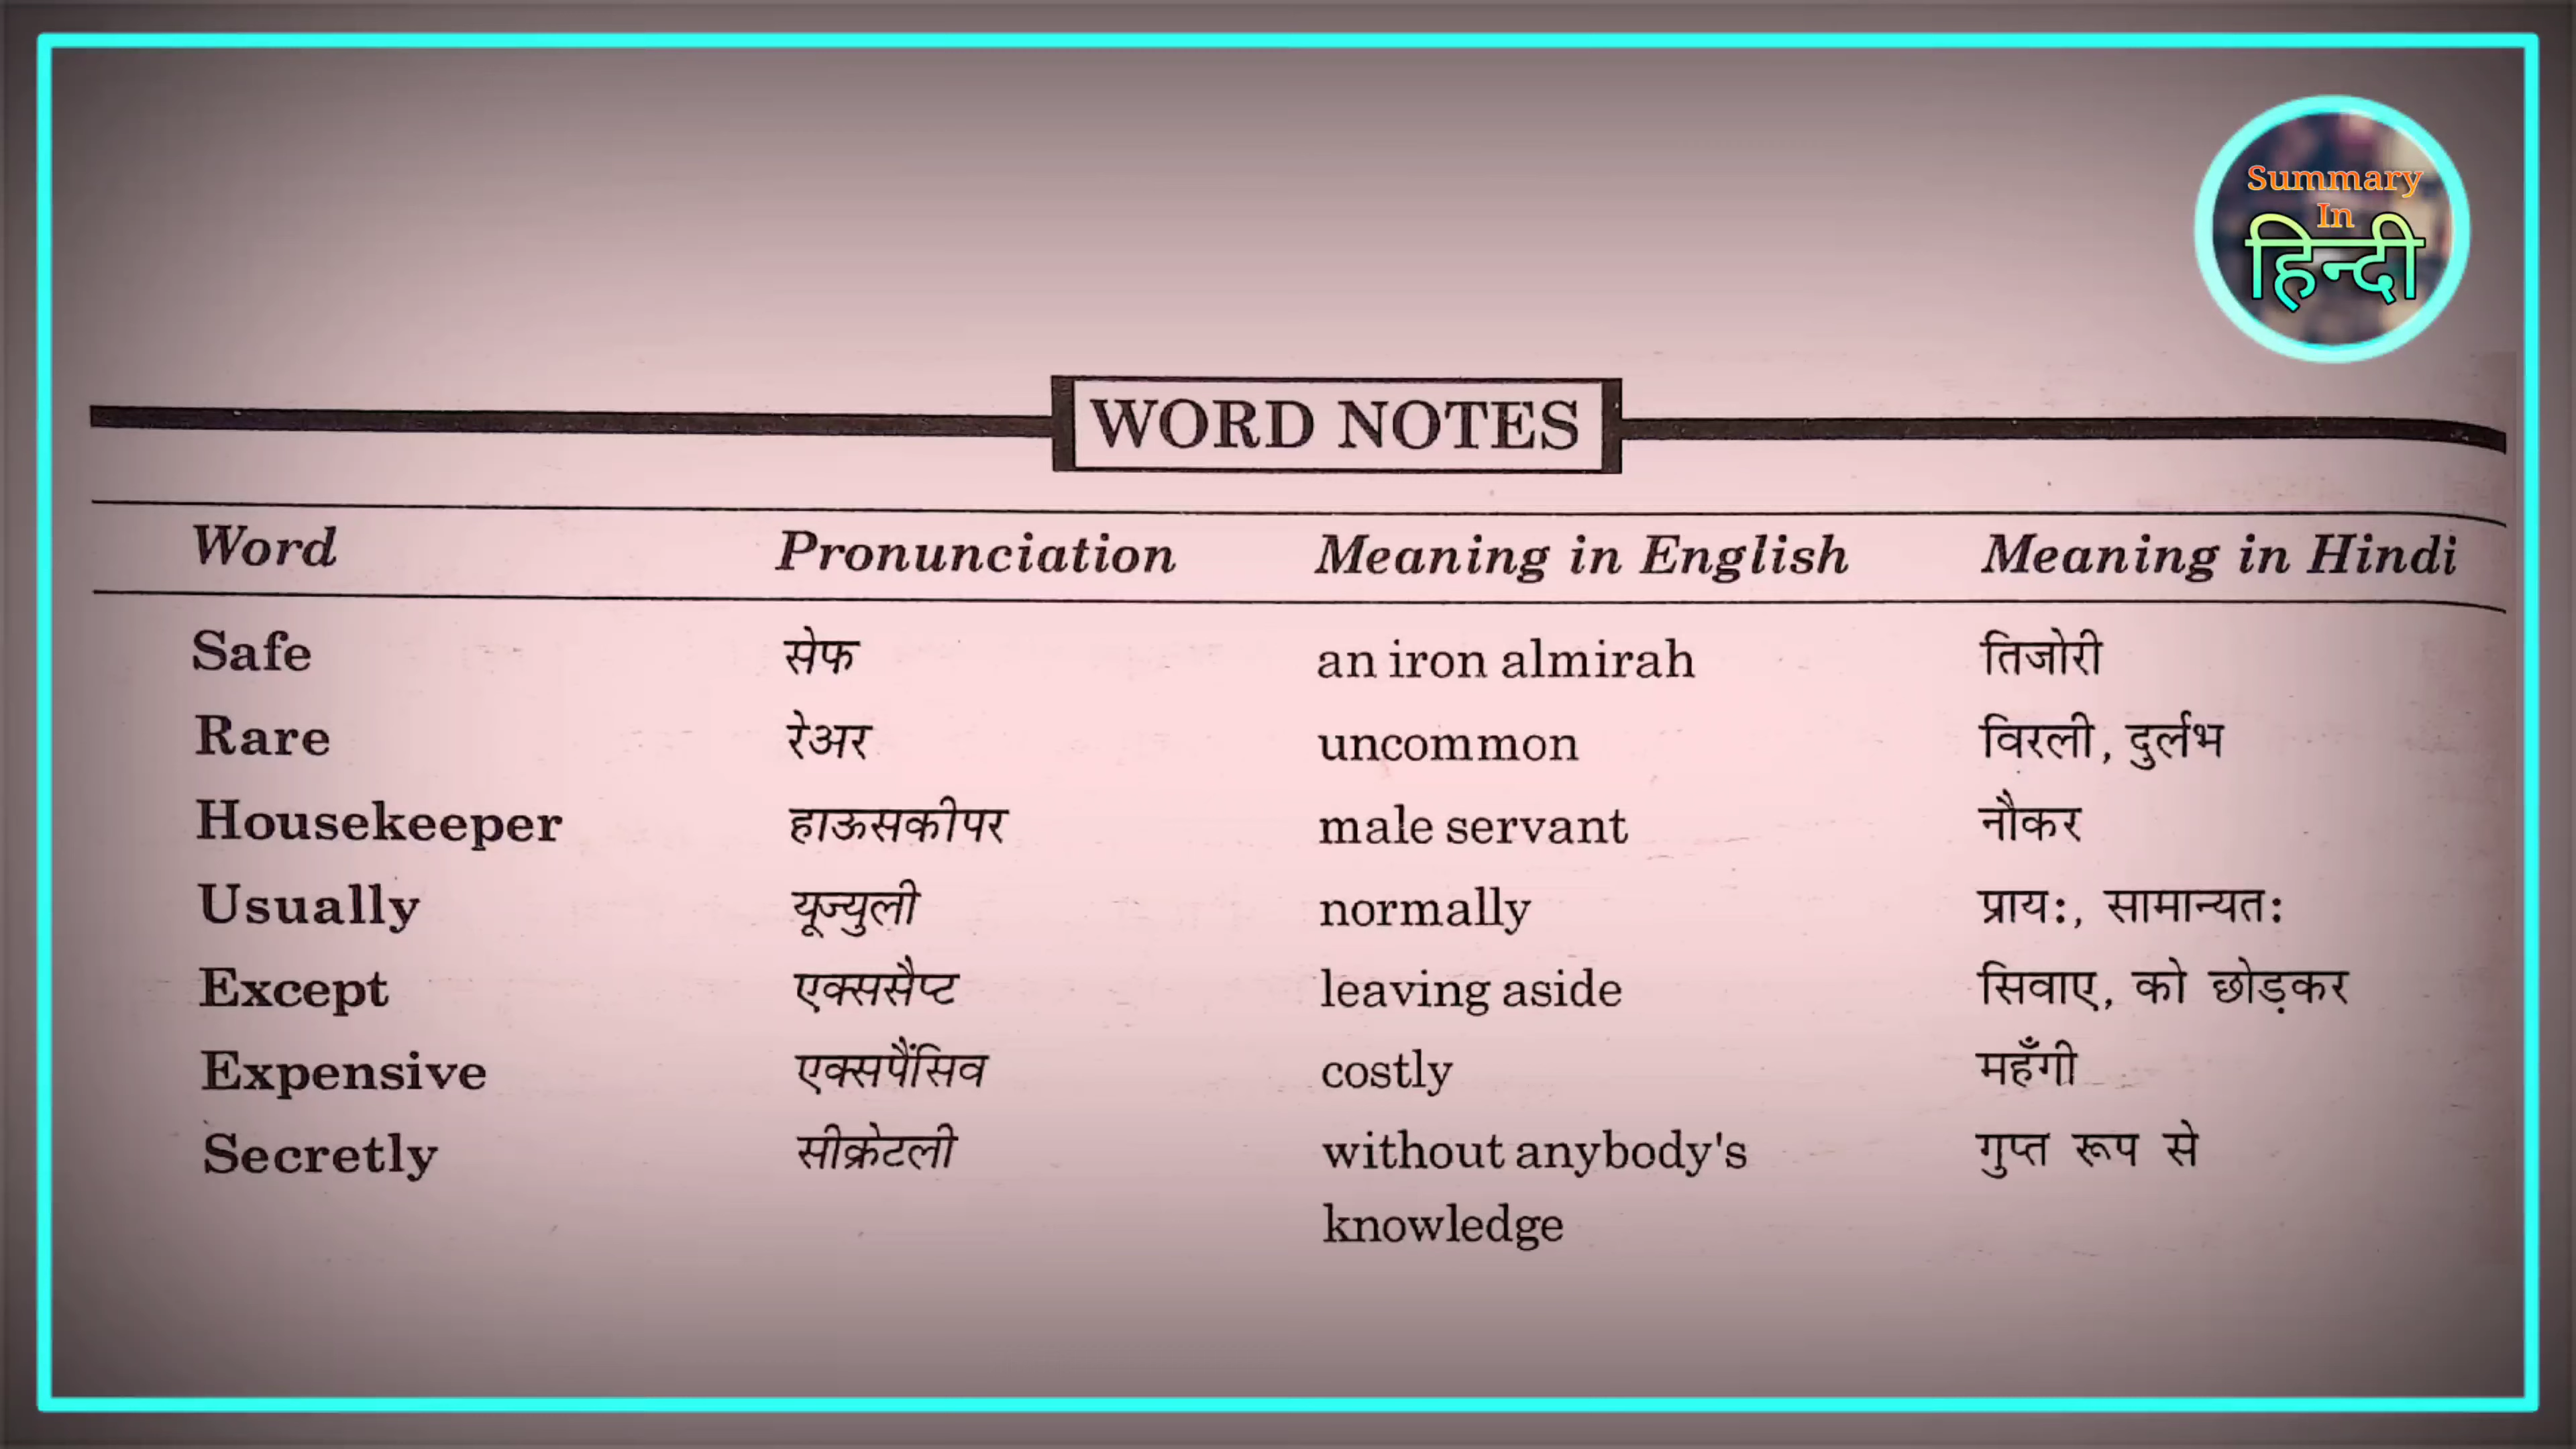 Summary
In
हिन्दी
WORD NOTES
Word Pronunciation Meaning in English Meaning in Hindi
Safe सेफ an iron almirah तिजोरी
Rare रेअर uncommon विरली, दुर्लभ
Housekeeper हाऊसकीपर male servant नौकर
Usually यूज्युली normally प्राय:, सामान्यत:
Except एक्ससैप्ट leaving aside सिवाए, को छोड़कर
Expensive एक्सपैंसिव costly महँगी
Secretly सीक्रेटली without anybody's गुप्त रूप से
knowledge